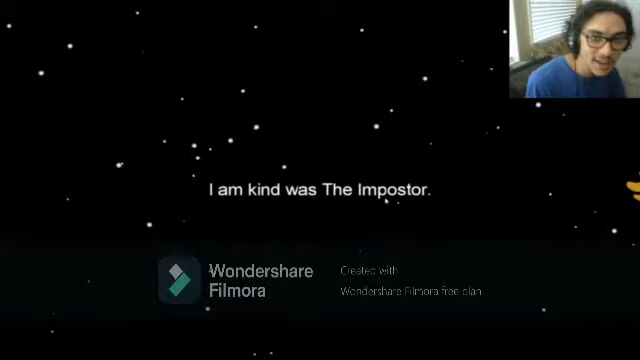 I am kind was The Impostor.
Wondershare
Filmora
Created with
Wondershare Filmora free plan